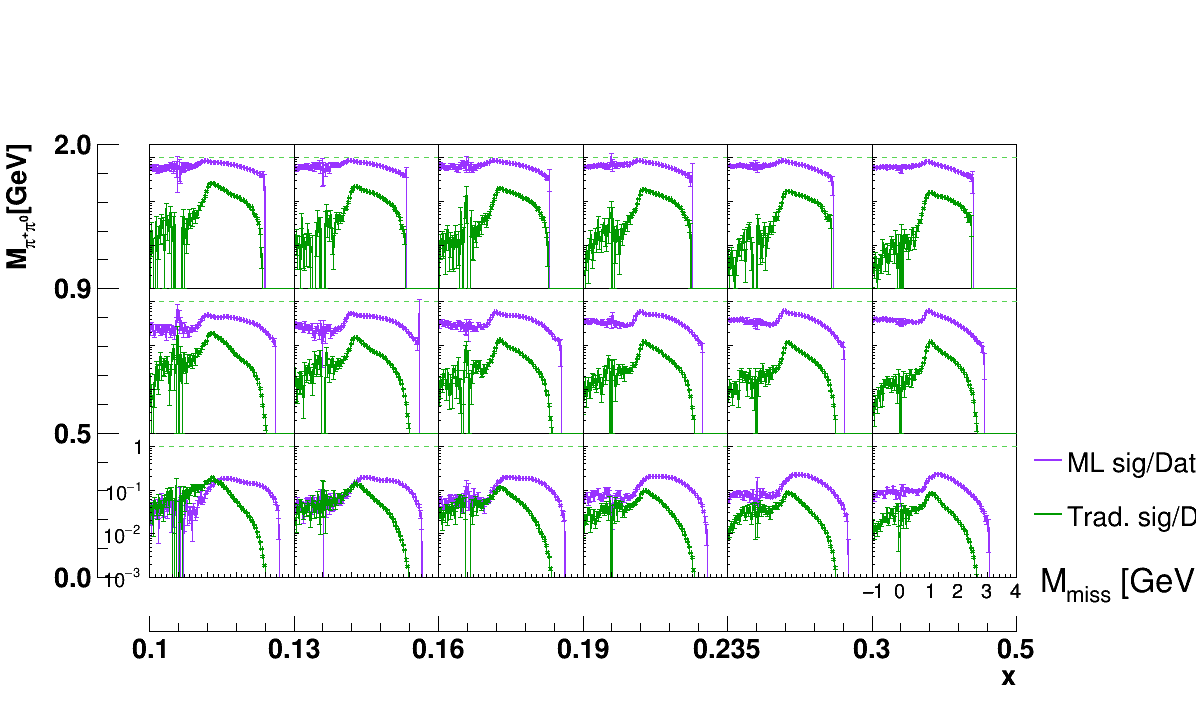 M π⁺π⁰ [GeV]
2.0
0.9
0.5
0.0
1
10⁻¹
10⁻²
10⁻³
ML sig/Dat
Trad. sig/D
M miss [GeV
−1 0 1 2 3 4
0.1 0.13 0.16 0.19 0.235 0.3 0.5
x